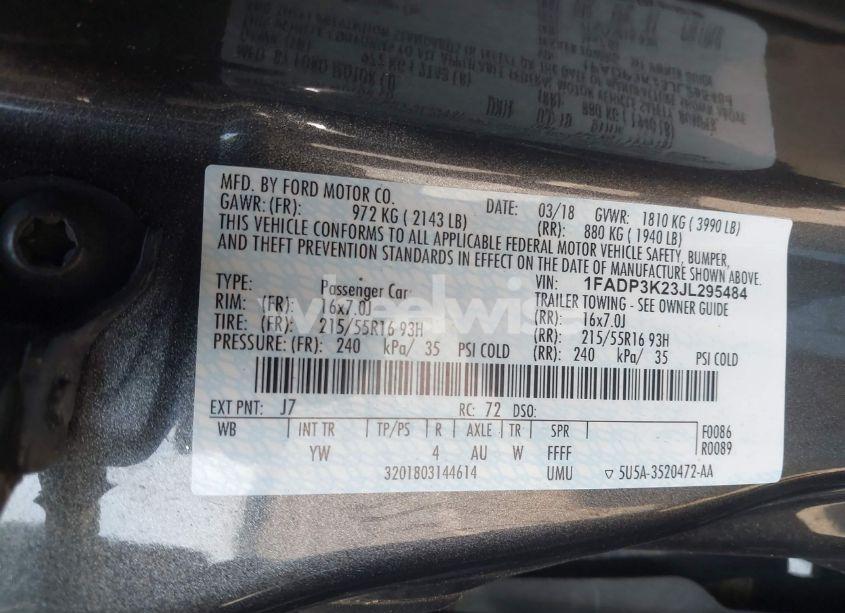 MFD. BY FORD MOTOR CO.
DATE: 03/18 GVWR: 1810 KG ( 3990 LB)
GAWR:(FR): 972 KG ( 2143 LB) (RR): 880 KG ( 1940 LB)
THIS VEHICLE CONFORMS TO ALL APPLICABLE FEDERAL MOTOR VEHICLE SAFETY, BUMPER,
AND THEFT PREVENTION STANDARDS IN EFFECT ON THE DATE OF MANUFACTURE SHOWN ABOVE.
VIN: 1FADP3K23JL295484
TYPE: Passenger Car TRAILER TOWING - SEE OWNER GUIDE
RIM: (FR): 16x7.0J (RR): 16x7.0J
TIRE: (FR): 215/55R16 93H (RR): 215/55R16 93H
PRESSURE: (FR): 240 kPa/ 35 PSI COLD (RR): 240 kPa/ 35 PSI COLD
EXT PNT: J7 RC: 72 DSO:
WB INT TR TP/PS R AXLE TR SPR F0086
YW 4 AU W FFFF R0089
3201803144614 UMU ▽ 5U5A-3520472-AA
wheelwise